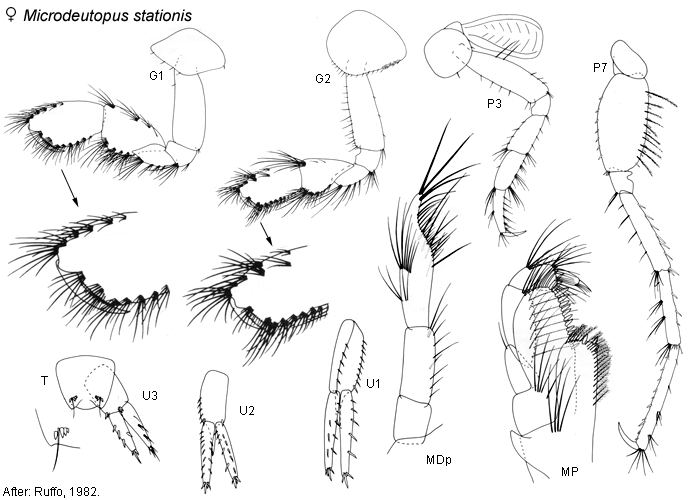 ♀ Microdeutopus stationis
G1
G2
P3
P7
T
U3
U2
U1
MDp
MP
After: Ruffo, 1982.